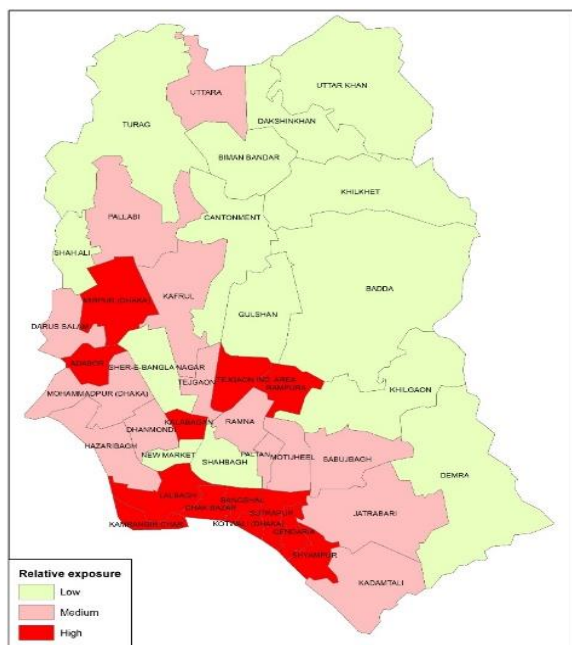 UTTARA
UTTAR KHAN
TURAG
DAKSHINKHAN
BIMAN BANDAR
KHILKHET
PALLABI
CANTONMENT
SHAH ALI
BADDA
MIRPUR (DHAKA)
KAFRUL
GULSHAN
DARUS SALAM
ADABOR
SHER-E-BANGLA NAGAR
TEJGAON IND. AREA
TEJGAON
RAMPURA
KHILGAON
MOHAMMADPUR (DHAKA)
KALABAGAN
RAMNA
DHANMONDI
HAZARIBAGH
NEW MARKET
PALTAN
MOTIJHEEL
SABUJBAGH
SHAHBAGH
DEMRA
LALBAGH
BANGSHAL
CHAK BAZAR
SUTRAPUR
JATRABARI
KAMRANGIR CHAR
KOTWALI (DHAKA)
GENDARIA
SHYAMPUR
KADAMTALI
Relative exposure
Low
Medium
High